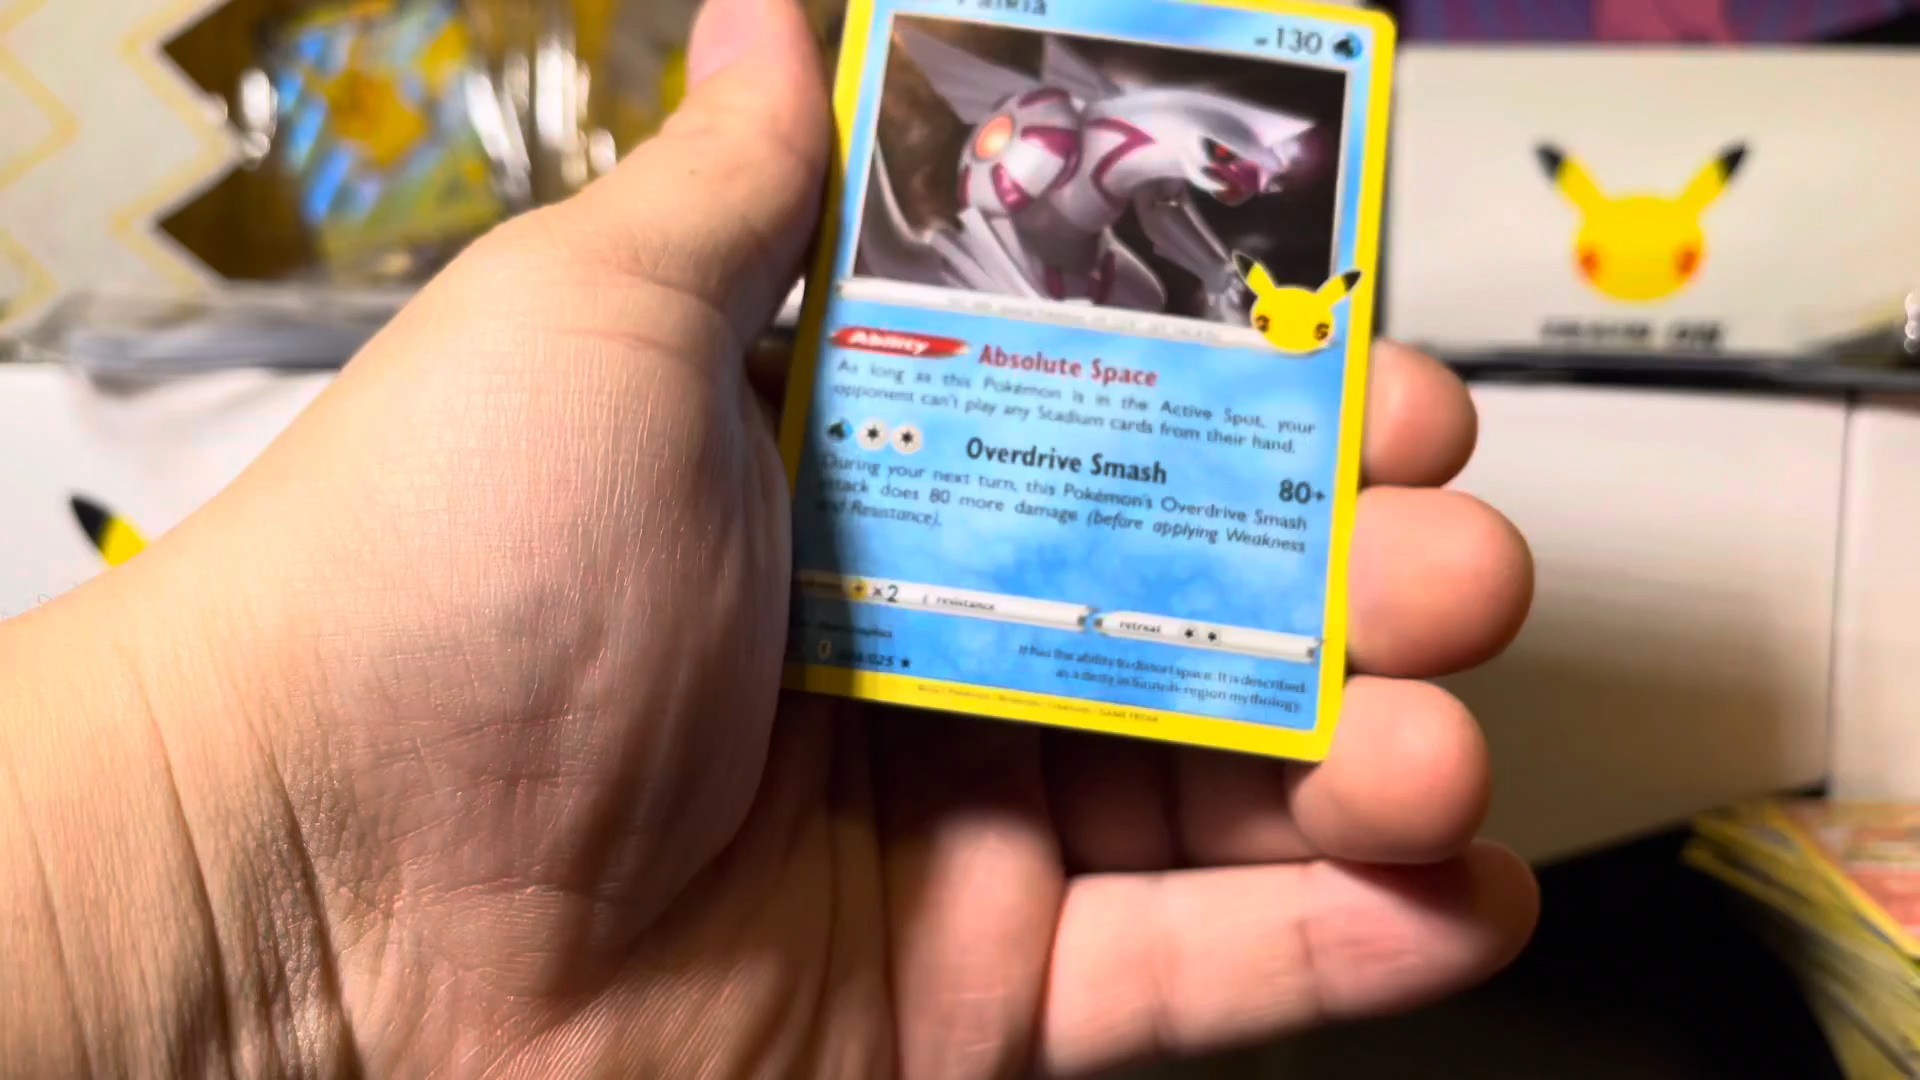 Palkia
130
Ability Absolute Space
As long as this Pokémon is in the Active Spot, your
opponent can't play any Stadium cards from their hand.
Overdrive Smash 80+
During your next turn, this Pokémon's Overdrive Smash
attack does 80 more damage (before applying Weakness
and Resistance).
×2 resistance retreat
It has the ability to distort space. It is described
as a deity in Sinnoh-region mythology.